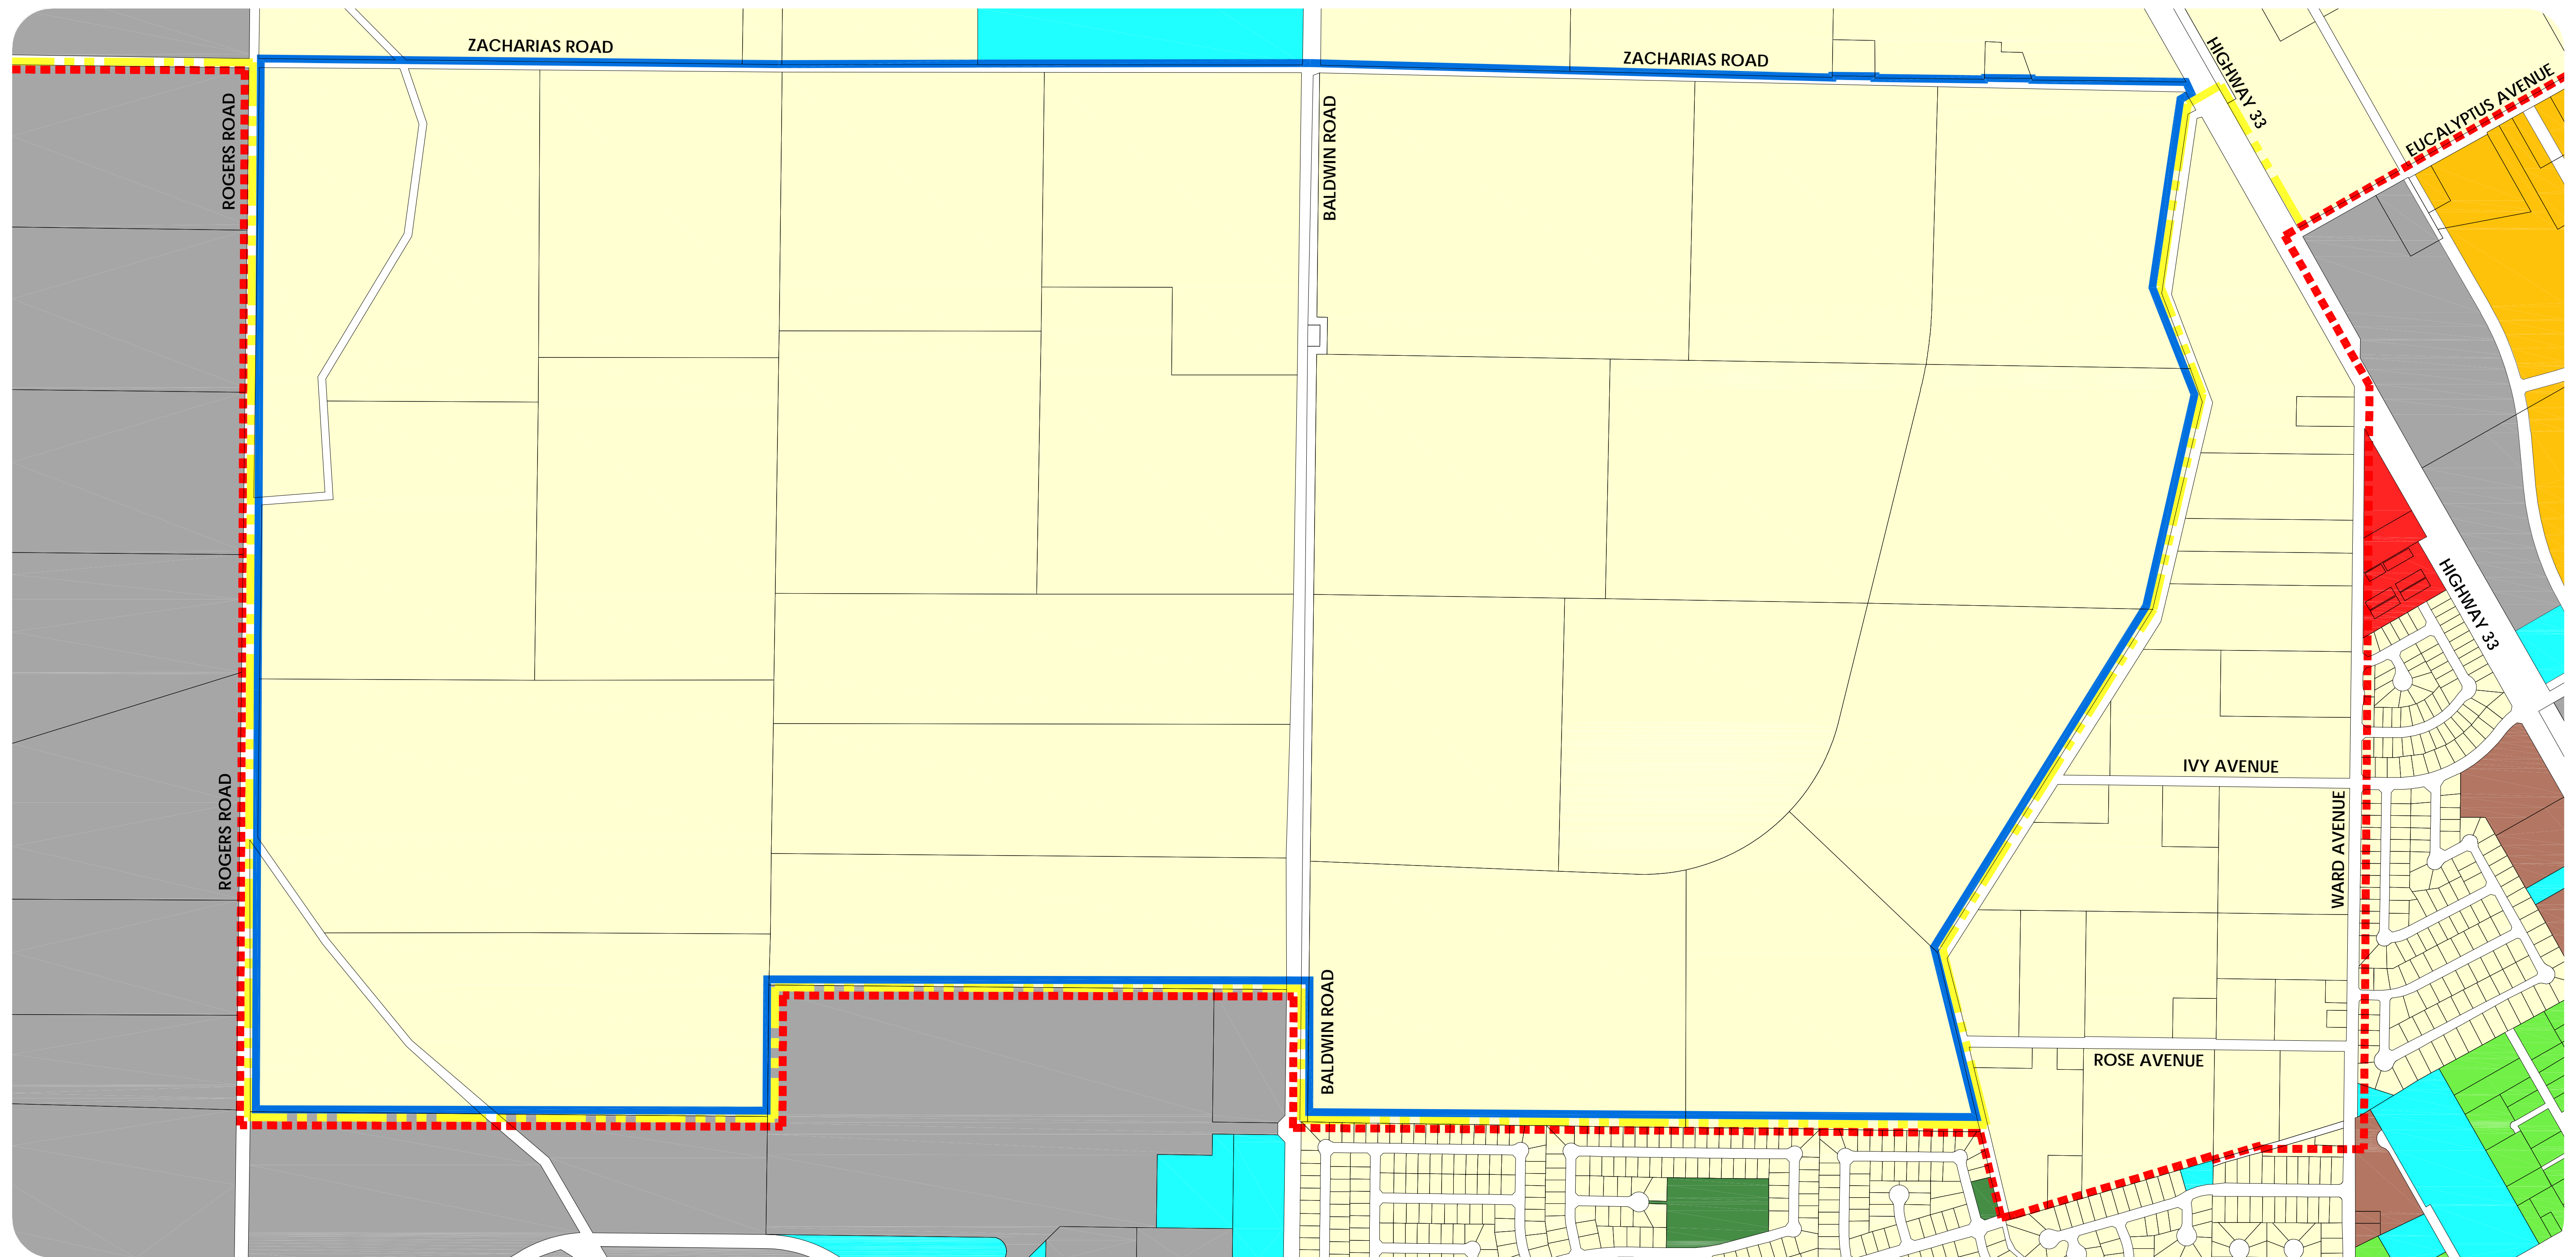 ZACHARIAS ROAD
ZACHARIAS ROAD
HIGHWAY 33
EUCALYPTUS AVENUE
ROGERS ROAD
BALDWIN ROAD
HIGHWAY 33
IVY AVENUE
ROGERS ROAD
WARD AVENUE
BALDWIN ROAD
ROSE AVENUE